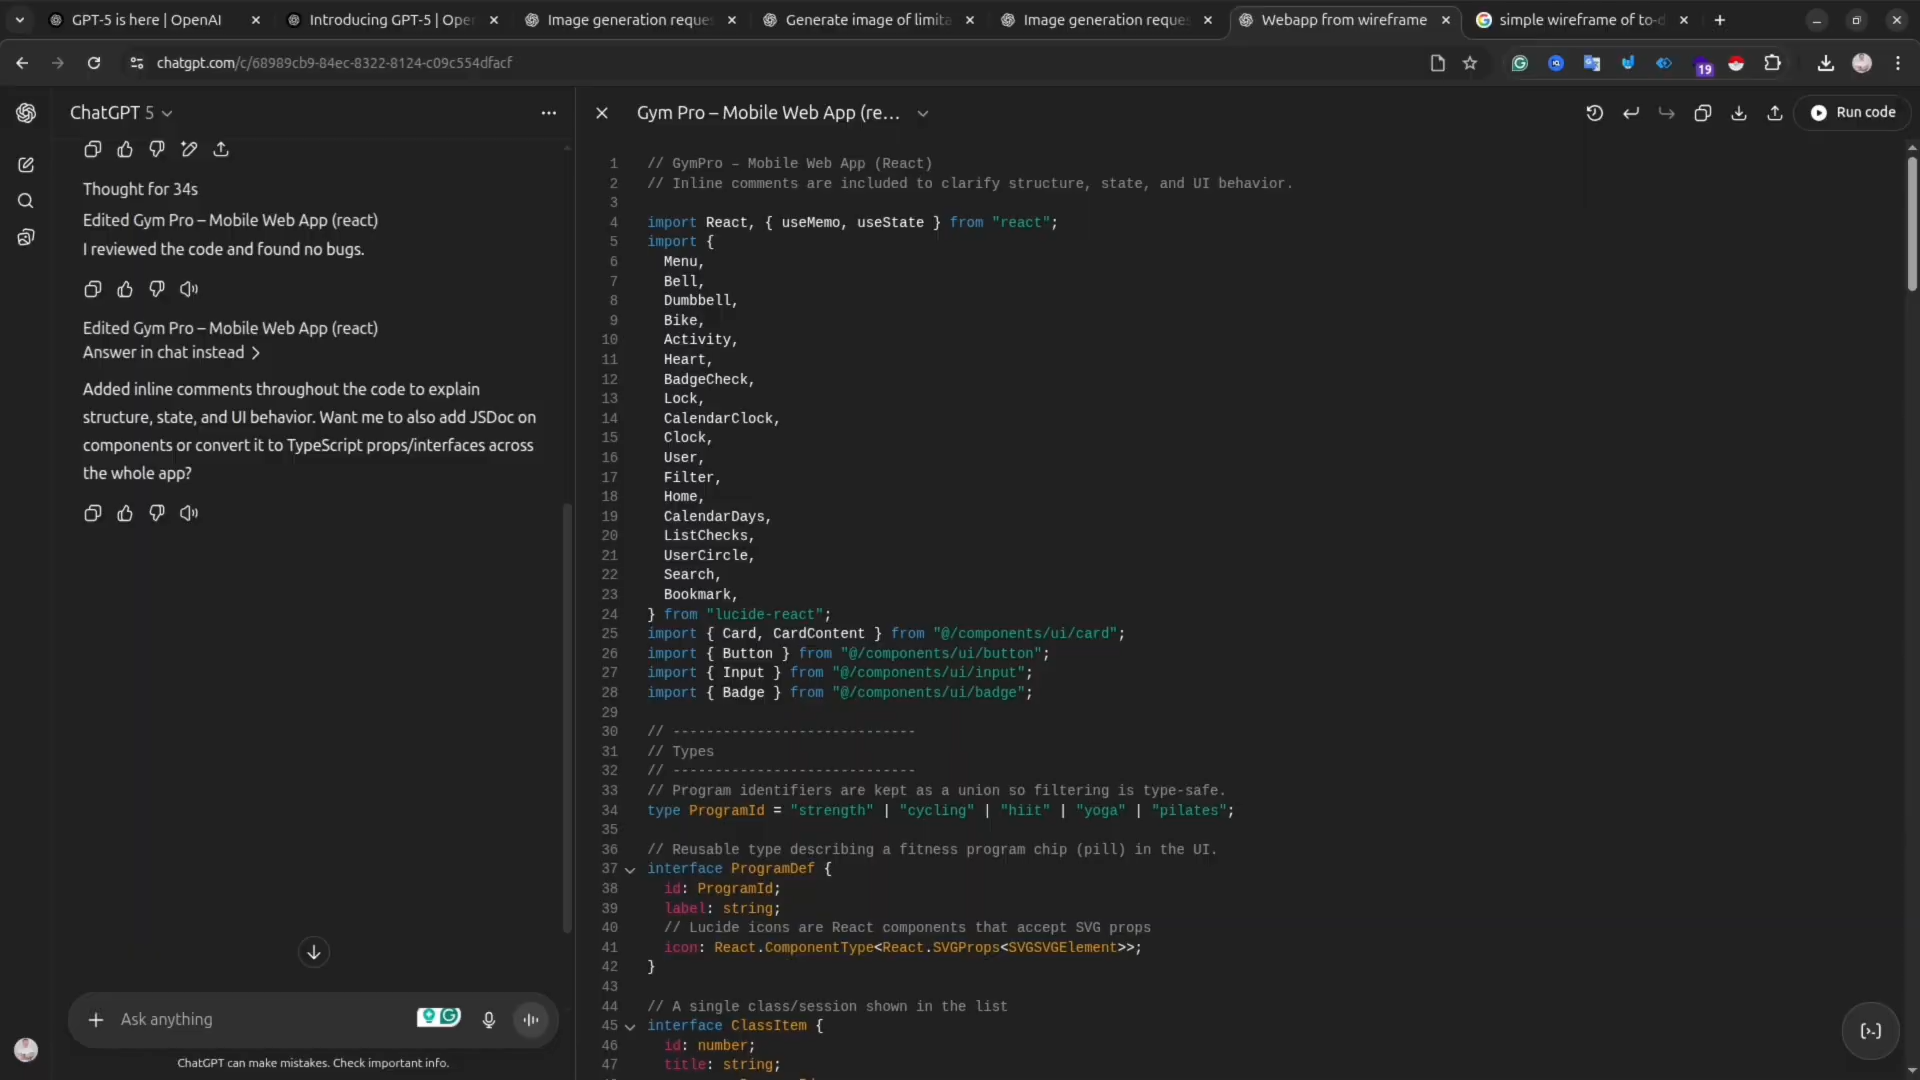 GPT-5 is here | OpenAI
Introducing GPT-5 | Oper
Image generation reques
Generate image of limita
Image generation reques
Webapp from wireframe
simple wireframe of to-d
chatgpt.com/c/68989cb9-84ec-8322-8124-c09c554dfacf
19
ChatGPT 5
Thought for 34s
Edited Gym Pro – Mobile Web App (react)
I reviewed the code and found no bugs.
Edited Gym Pro – Mobile Web App (react)
Answer in chat instead
Added inline comments throughout the code to explain
structure, state, and UI behavior. Want me to also add JSDoc on
components or convert it to TypeScript props/interfaces across
the whole app?
Ask anything
ChatGPT can make mistakes. Check important info.
Gym Pro – Mobile Web App (re...
Run code
1 // GymPro – Mobile Web App (React)
2 // Inline comments are included to clarify structure, state, and UI behavior.
3
4 import React, { useMemo, useState } from "react";
5 import {
6 Menu,
7 Bell,
8 Dumbbell,
9 Bike,
10 Activity,
11 Heart,
12 BadgeCheck,
13 Lock,
14 CalendarClock,
15 Clock,
16 User,
17 Filter,
18 Home,
19 CalendarDays,
20 ListChecks,
21 UserCircle,
22 Search,
23 Bookmark,
24 } from "lucide-react";
25 import { Card, CardContent } from "@/components/ui/card";
26 import { Button } from "@/components/ui/button";
27 import { Input } from "@/components/ui/input";
28 import { Badge } from "@/components/ui/badge";
29
30 // -----------------------------
31 // Types
32 // -----------------------------
33 // Program identifiers are kept as a union so filtering is type-safe.
34 type ProgramId = "strength" | "cycling" | "hiit" | "yoga" | "pilates";
35
36 // Reusable type describing a fitness program chip (pill) in the UI.
37 interface ProgramDef {
38 id: ProgramId;
39 label: string;
40 // Lucide icons are React components that accept SVG props
41 icon: React.ComponentType<React.SVGProps<SVGSVGElement>>;
42 }
43
44 // A single class/session shown in the list
45 interface ClassItem {
46 id: number;
47 title: string;